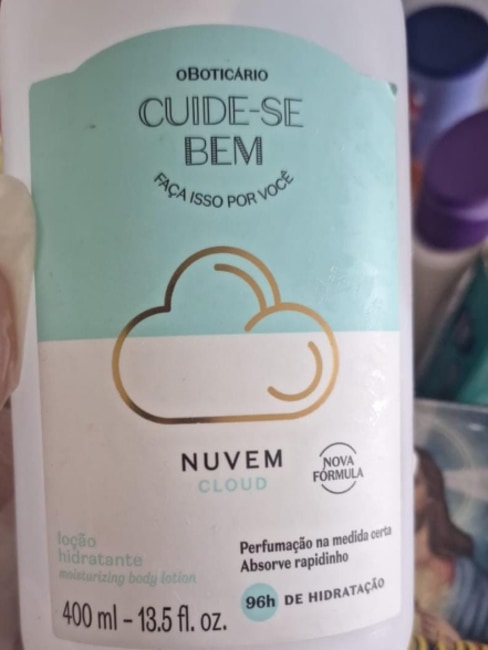 oBOTICÁRIO
CUIDE-SE
BEM
FAÇA ISSO POR VOCÊ
NUVEM
CLOUD
NOVA
FÓRMULA
loção
hidratante
moisturizing body lotion
400 ml – 13.5 fl. oz.
Perfumação na medida certa
Absorve rapidinho
96h DE HIDRATAÇÃO